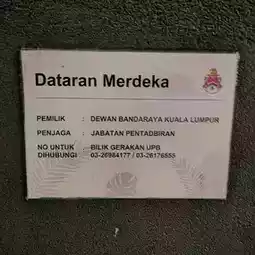 Dataran Merdeka
PEMILIK : DEWAN BANDARAYA KUALA LUMPUR
PENJAGA : JABATAN PENTADBIRAN
NO UNTUK : BILIK GERAKAN UPB
DIHUBUNGI 03-26984177 / 03-26176555